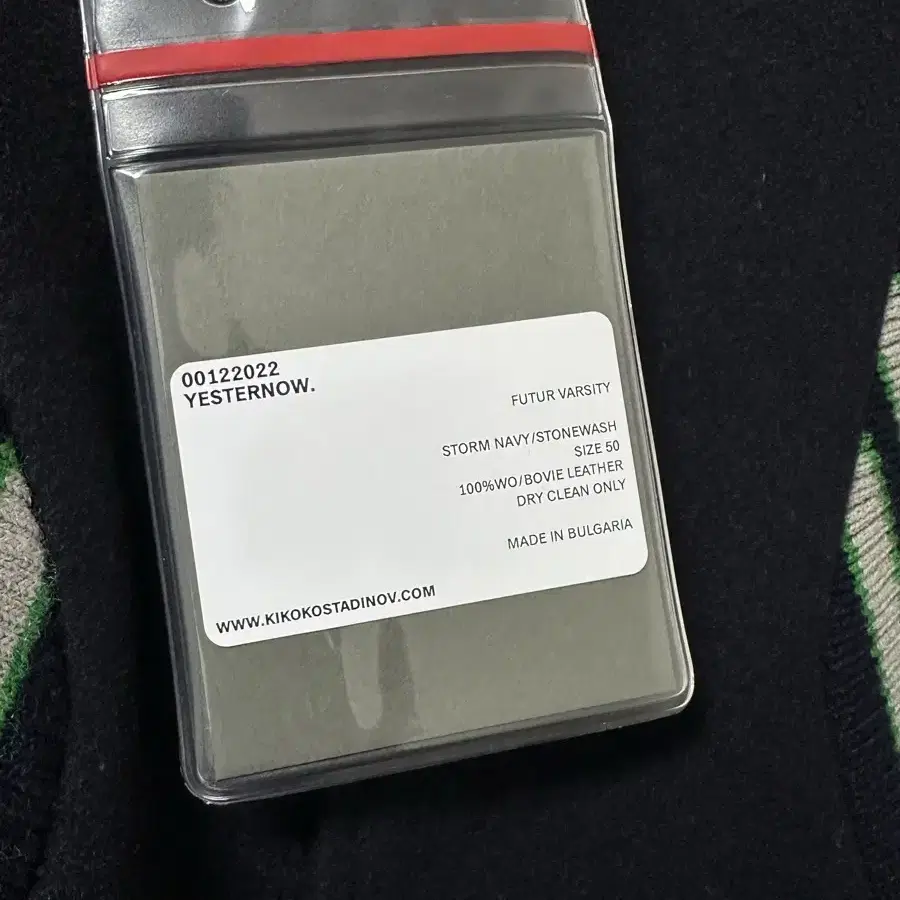 00122022
YESTERNOW.
FUTUR VARSITY
STORM NAVY/STONEWASH
SIZE 50
100%WO/BOVIE LEATHER
DRY CLEAN ONLY
MADE IN BULGARIA
WWW.KIKOKOSTADINOV.COM